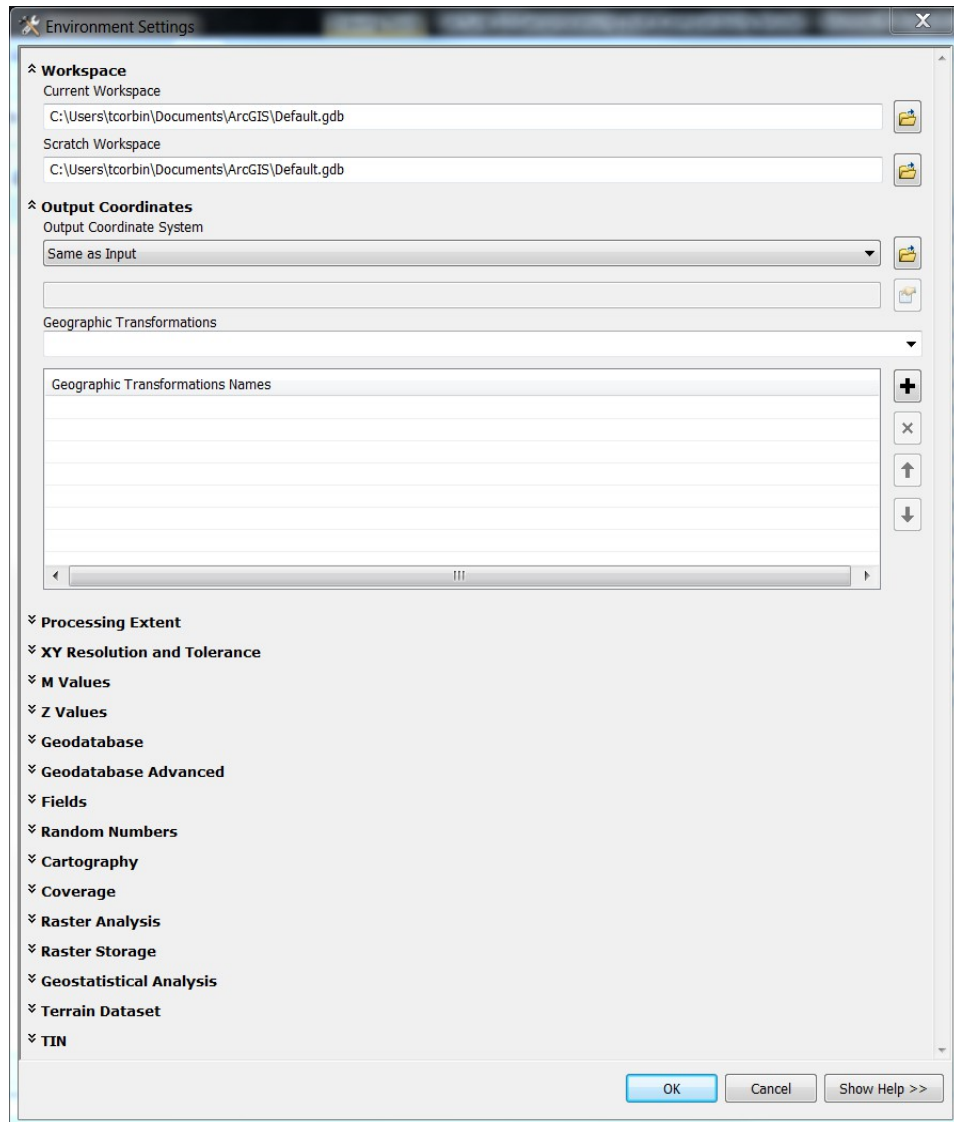 Environment Settings
Workspace
Current Workspace
C:\Users\tcorbin\Documents\ArcGIS\Default.gdb
Scratch Workspace
C:\Users\tcorbin\Documents\ArcGIS\Default.gdb
Output Coordinates
Output Coordinate System
Same as Input
Geographic Transformations
Geographic Transformations Names
Processing Extent
XY Resolution and Tolerance
M Values
Z Values
Geodatabase
Geodatabase Advanced
Fields
Random Numbers
Cartography
Coverage
Raster Analysis
Raster Storage
Geostatistical Analysis
Terrain Dataset
TIN
OK Cancel Show Help >>